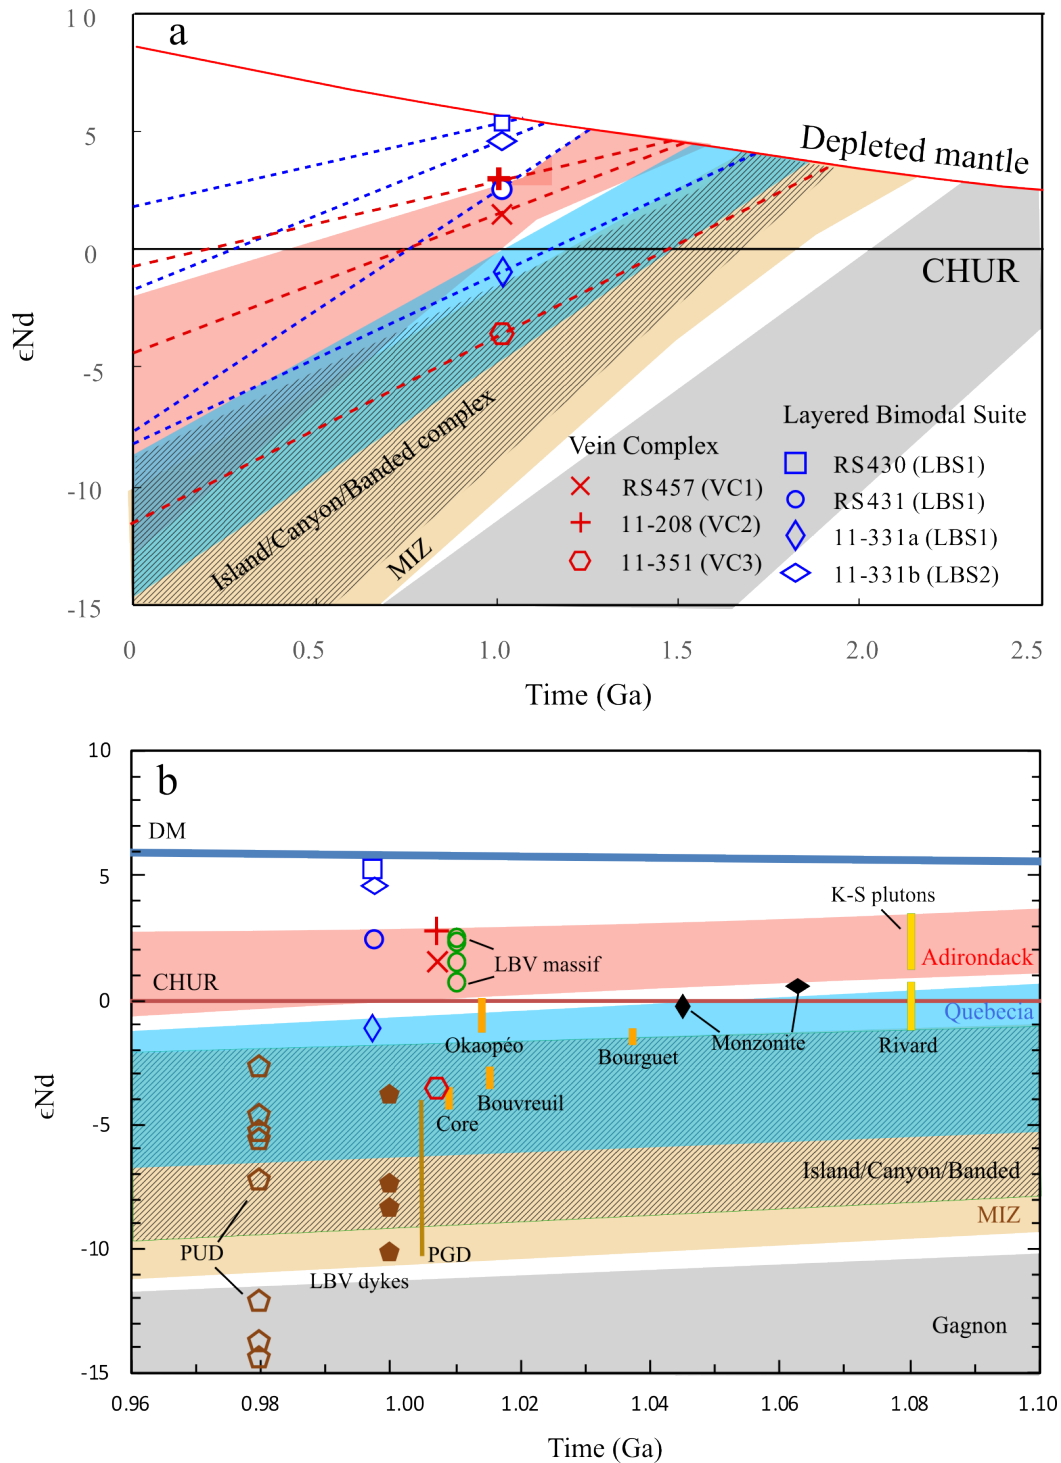 10
a
5
Depleted mantle
0
CHUR
ϵNd
-5
Layered Bimodal Suite
Vein Complex
RS430 (LBS1)
RS457 (VC1)
RS431 (LBS1)
-10
11-208 (VC2)
11-331a (LBS1)
Island/Canyon/Banded complex
MIZ
11-351 (VC3)
11-331b (LBS2)
-15
0 0.5 1.0 1.5 2.0 2.5
Time (Ga)
10
b
DM
5
K-S plutons
LBV massif
Adirondack
CHUR
0
Quebecia
Okaopéo
Monzonite
Rivard
Bourguet
ϵNd
Bouvreuil
Core
-5
Island/Canyon/Banded
MIZ
PUD
PGD
-10
LBV dykes
Gagnon
-15
0.96 0.98 1.00 1.02 1.04 1.06 1.08 1.10
Time (Ga)